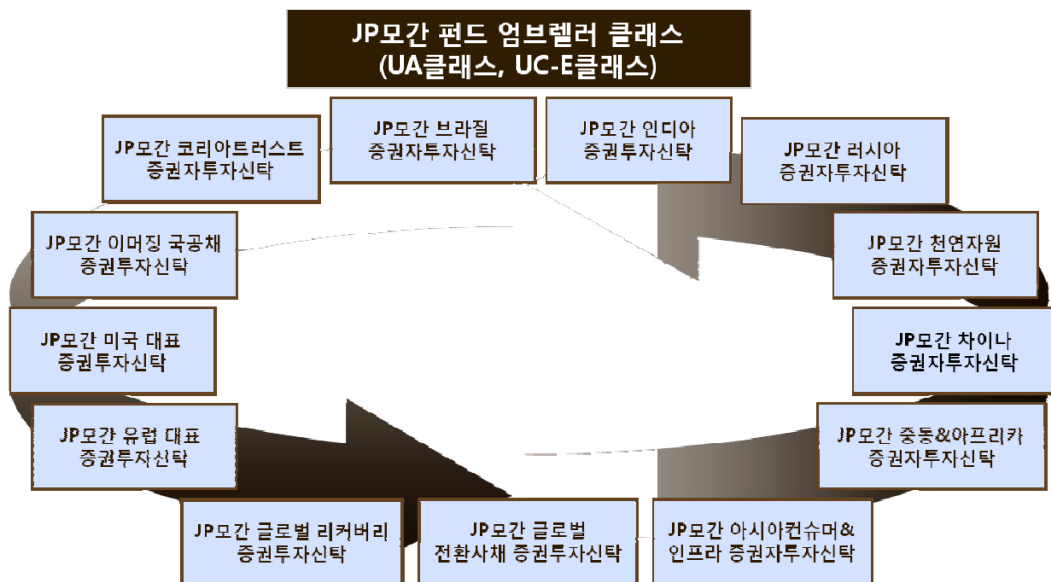 JP모간 펀드 엄브렐러 클래스
(UA클래스, UC-E클래스)
JP모간 브라질
증권자투자신탁
JP모간 인디아
증권자투자신탁
JP모간 코리아트러스트
증권자투자신탁
JP모간 러시아
증권자투자신탁
JP모간 이머징 국공채
증권투자신탁
JP모간 천연자원
증권자투자신탁
JP모간 미국 대표
증권투자신탁
JP모간 차이나
증권자투자신탁
JP모간 유럽 대표
증권투자신탁
JP모간 중동&아프리카
증권자투자신탁
JP모간 글로벌 리커버리
증권투자신탁
JP모간 글로벌
전환사채 증권투자신탁
JP모간 아시아컨슈머&
인프라 증권자투자신탁